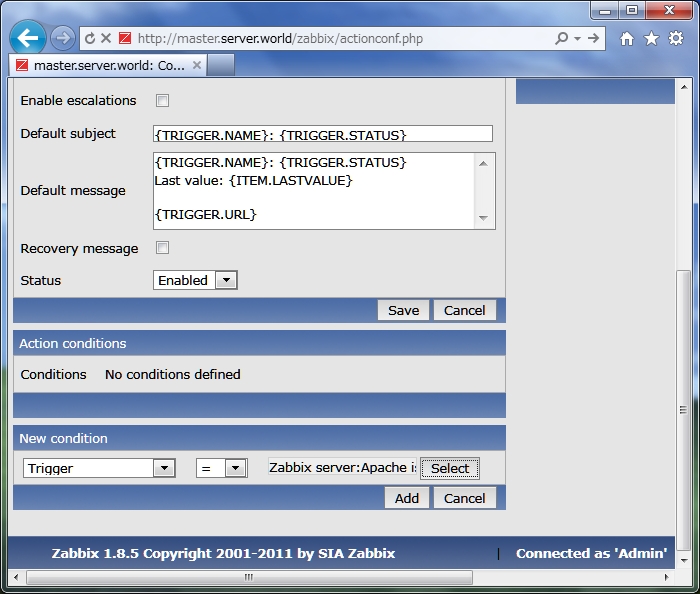 http://master.server.world/zabbix/actionconf.php
master.server.world: Co...
Enable escalations
Default subject {TRIGGER.NAME}: {TRIGGER.STATUS}
Default message
{TRIGGER.NAME}: {TRIGGER.STATUS}
Last value: {ITEM.LASTVALUE}
{TRIGGER.URL}
Recovery message
Status Enabled
Save Cancel
Action conditions
Conditions No conditions defined
New condition
Trigger = Zabbix server:Apache is Select
Add Cancel
Zabbix 1.8.5 Copyright 2001-2011 by SIA Zabbix | Connected as 'Admin'